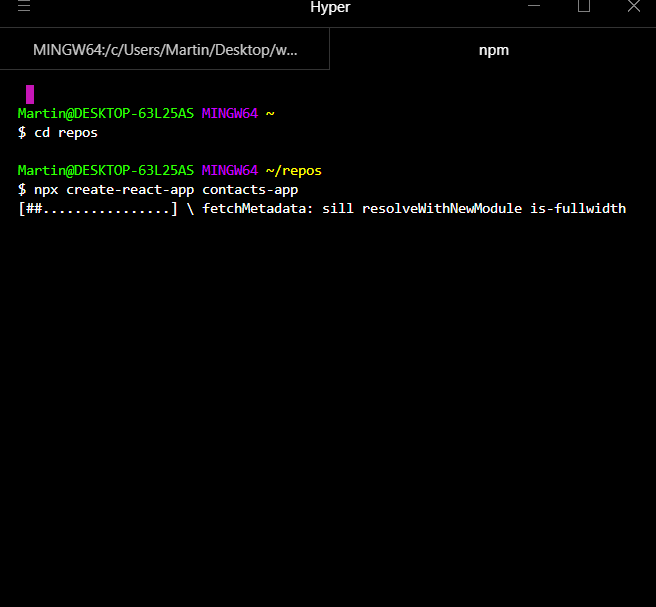 Hyper
MINGW64:/c/Users/Martin/Desktop/w...
npm
Martin@DESKTOP-63L25AS MINGW64 ~
$ cd repos
Martin@DESKTOP-63L25AS MINGW64 ~/repos
$ npx create-react-app contacts-app
[##................] \ fetchMetadata: sill resolveWithNewModule is-fullwidth